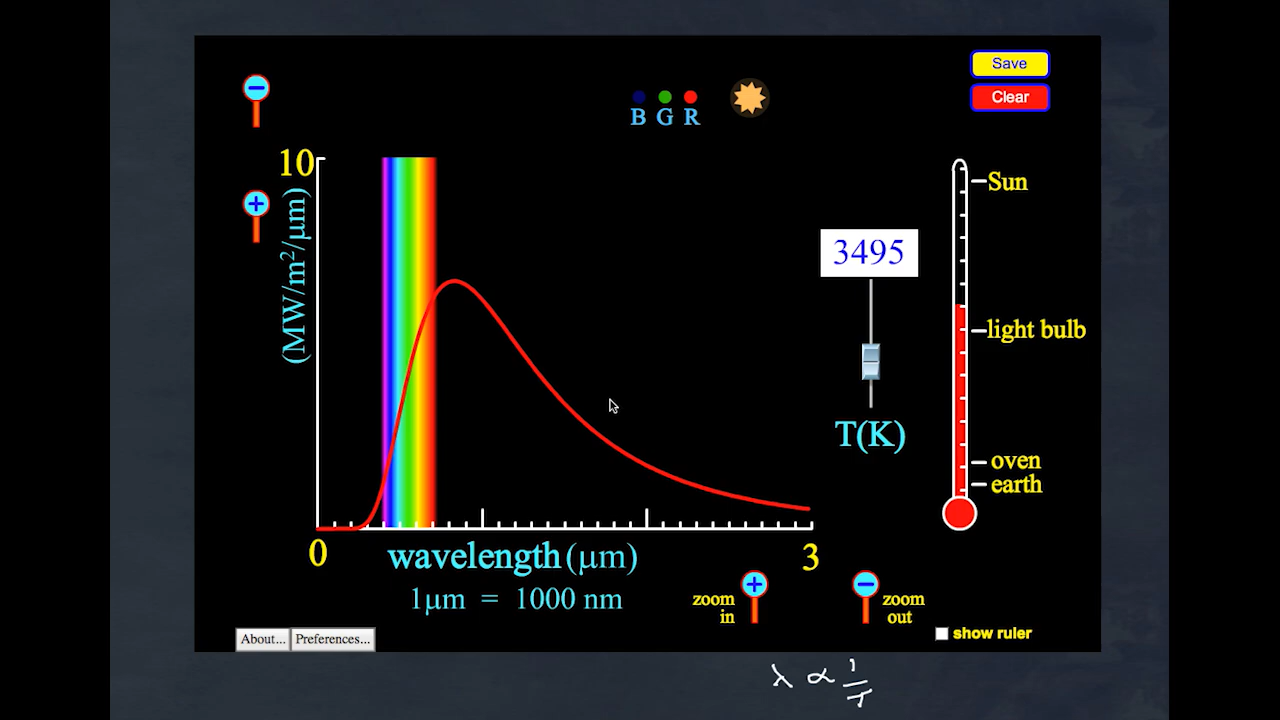 Save
Clear
B G R
10
(MW/m²/μm)
Sun
3495
light bulb
T(K)
oven
earth
0
wavelength (μm)
3
1μm = 1000 nm
zoom in
zoom out
show ruler
About... Preferences...
λ ∝ 1/T